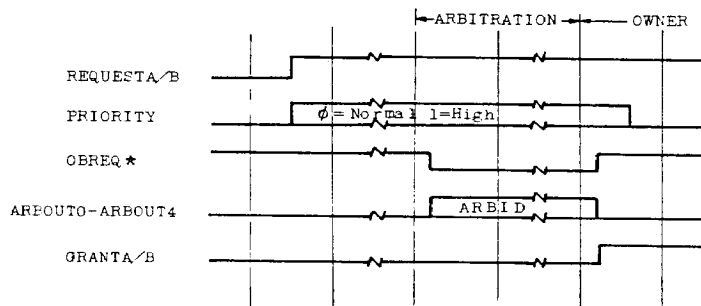 ARBITRATION OWNER
REQUESTA/B
PRIORITY
ϕ=Normal 1=High
OBREQ*
ARBOUT0-ARBOUT4
ARBID
GRANTA/B